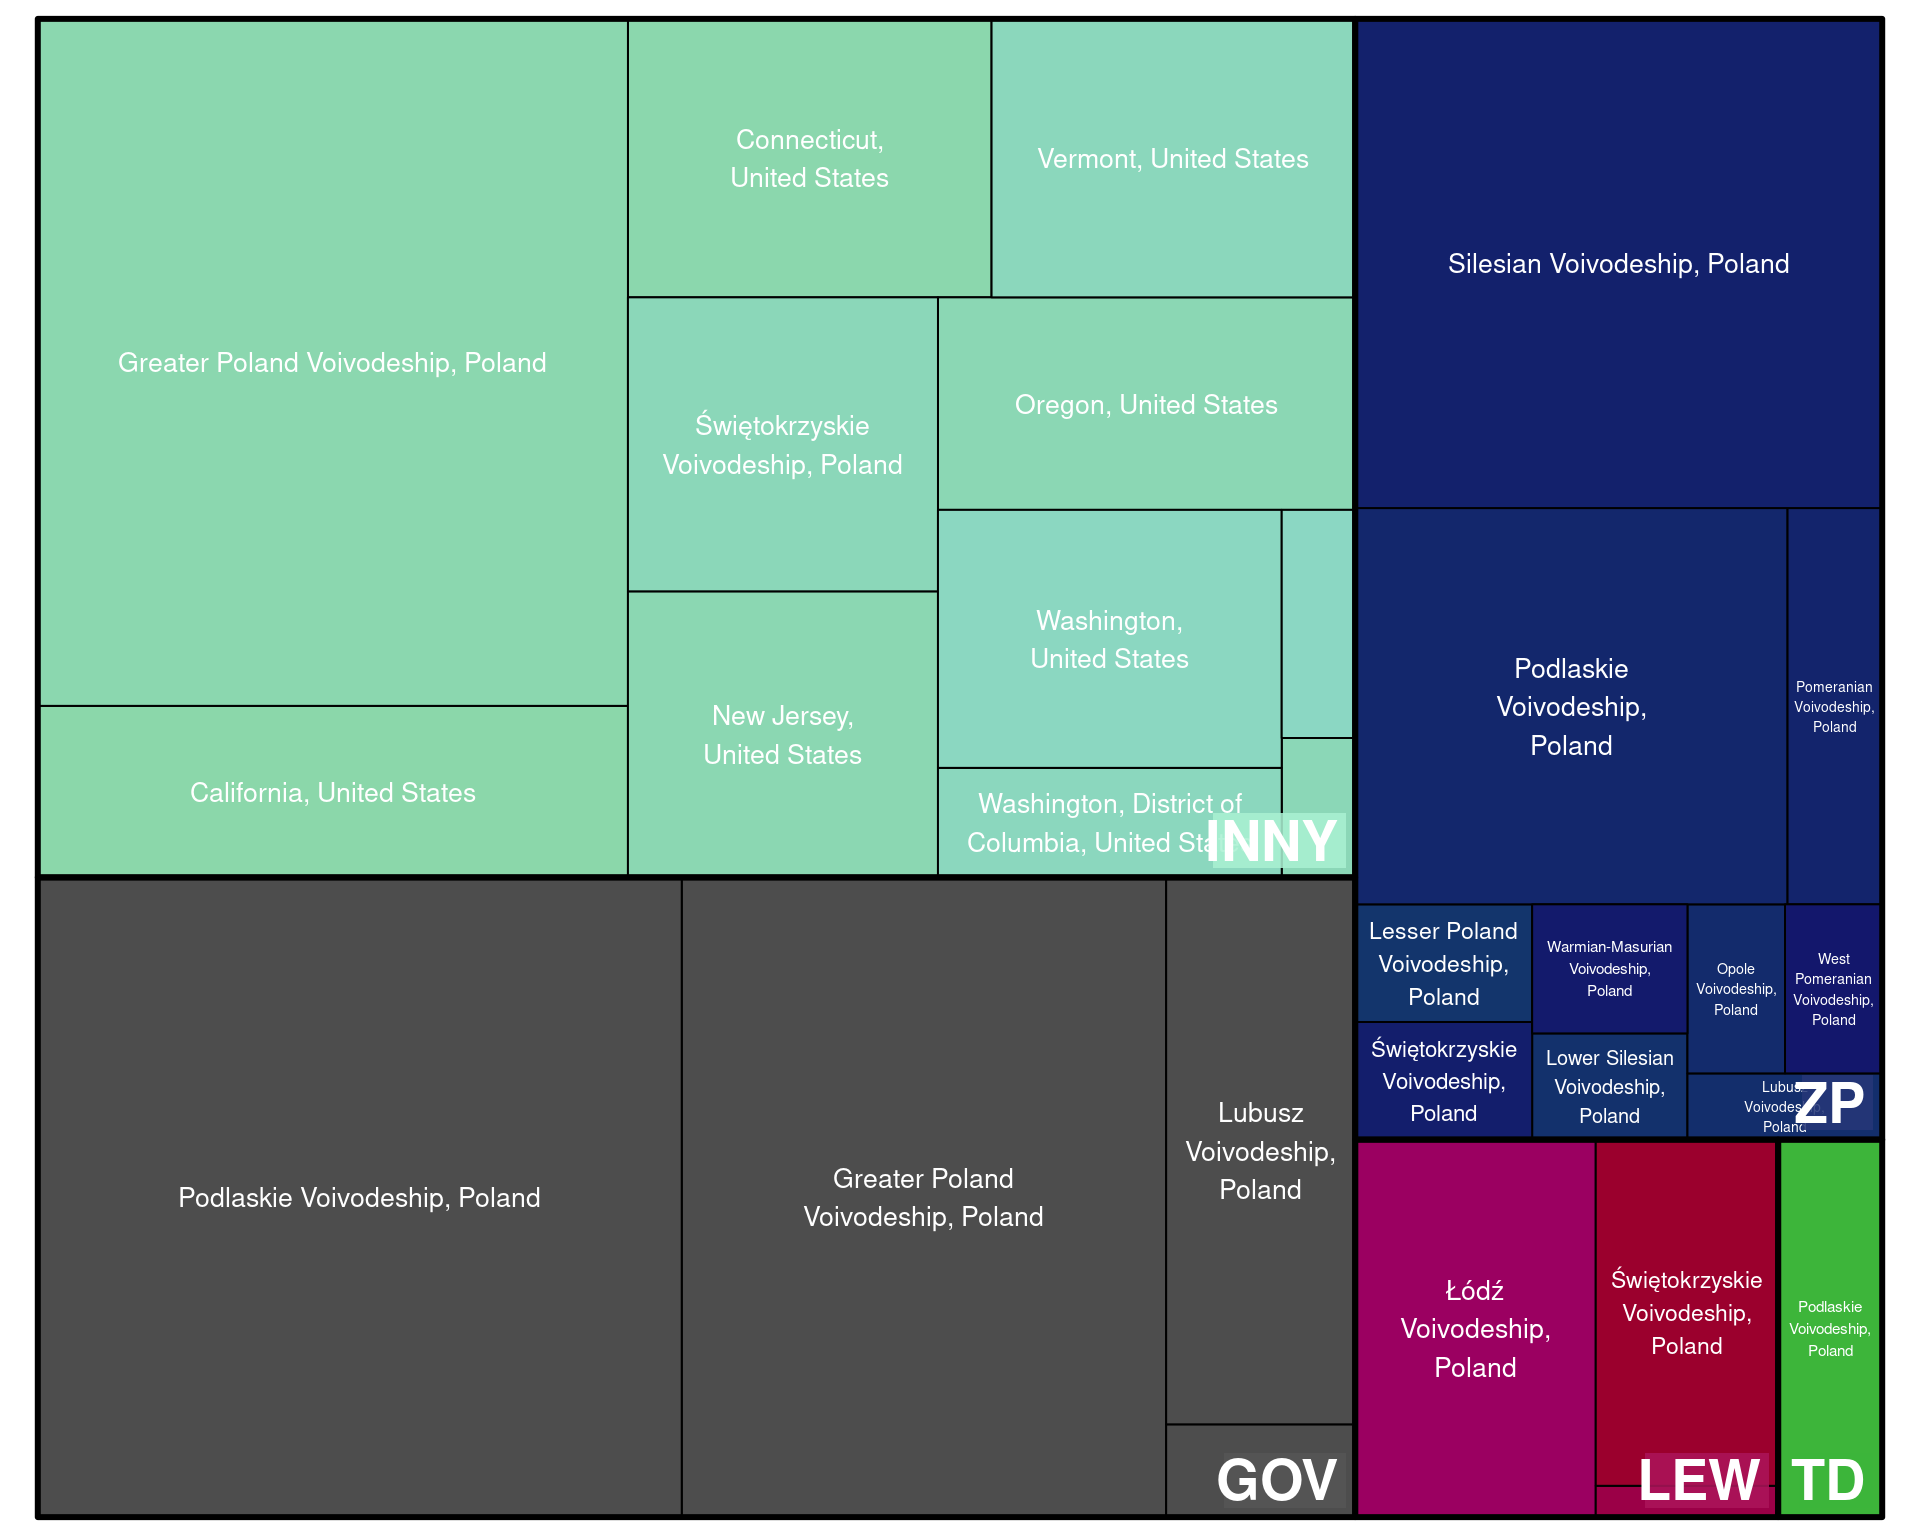 Greater Poland Voivodeship, Poland
California, United States
Connecticut,
United States
Vermont, United States
Świętokrzyskie
Voivodeship, Poland
Oregon, United States
New Jersey,
United States
Washington,
United States
Washington, District of
Columbia, United
INNY
Podlaskie Voivodeship, Poland
Greater Poland
Voivodeship, Poland
Lubusz
Voivodeship,
Poland
GOV
Silesian Voivodeship, Poland
Podlaskie
Voivodeship,
Poland
Pomeranian
Voivodeship,
Poland
Lesser Poland
Voivodeship,
Poland
Świętokrzyskie
Voivodeship,
Poland
Warmian-Masurian
Voivodeship,
Poland
Lower Silesian
Voivodeship,
Poland
Opole
Voivodeship,
Poland
West
Pomeranian
Voivodeship,
Poland
Poland
ZP
Łódź
Voivodeship,
Poland
Świętokrzyskie
Voivodeship,
Poland
LEW
Podlaskie
Voivodeship,
Poland
TD